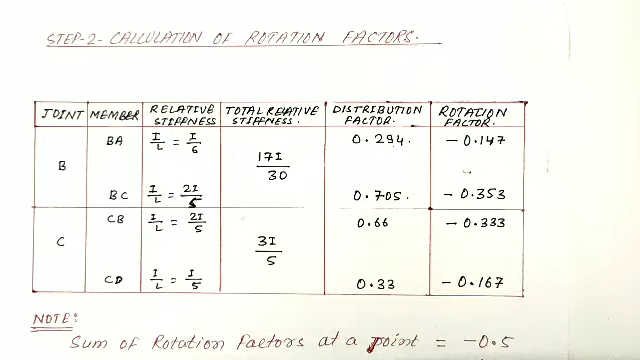 STEP-2- CALCULATION OF ROTATION FACTORS.
JOINT MEMBER RELATIVE STIFFNESS TOTAL RELATIVE STIFFNESS. DISTRIBUTION FACTOR. ROTATION FACTOR.
B BA I/L = I/6 17I/30 0.294. -0.147
BC I/L = 2I/5 0.705. -0.353
C CB I/L = 2I/5 3I/5 0.66 -0.333
CD I/L = I/5 0.33 -0.167
NOTE:
Sum of Rotation Factors at a point = -0.5